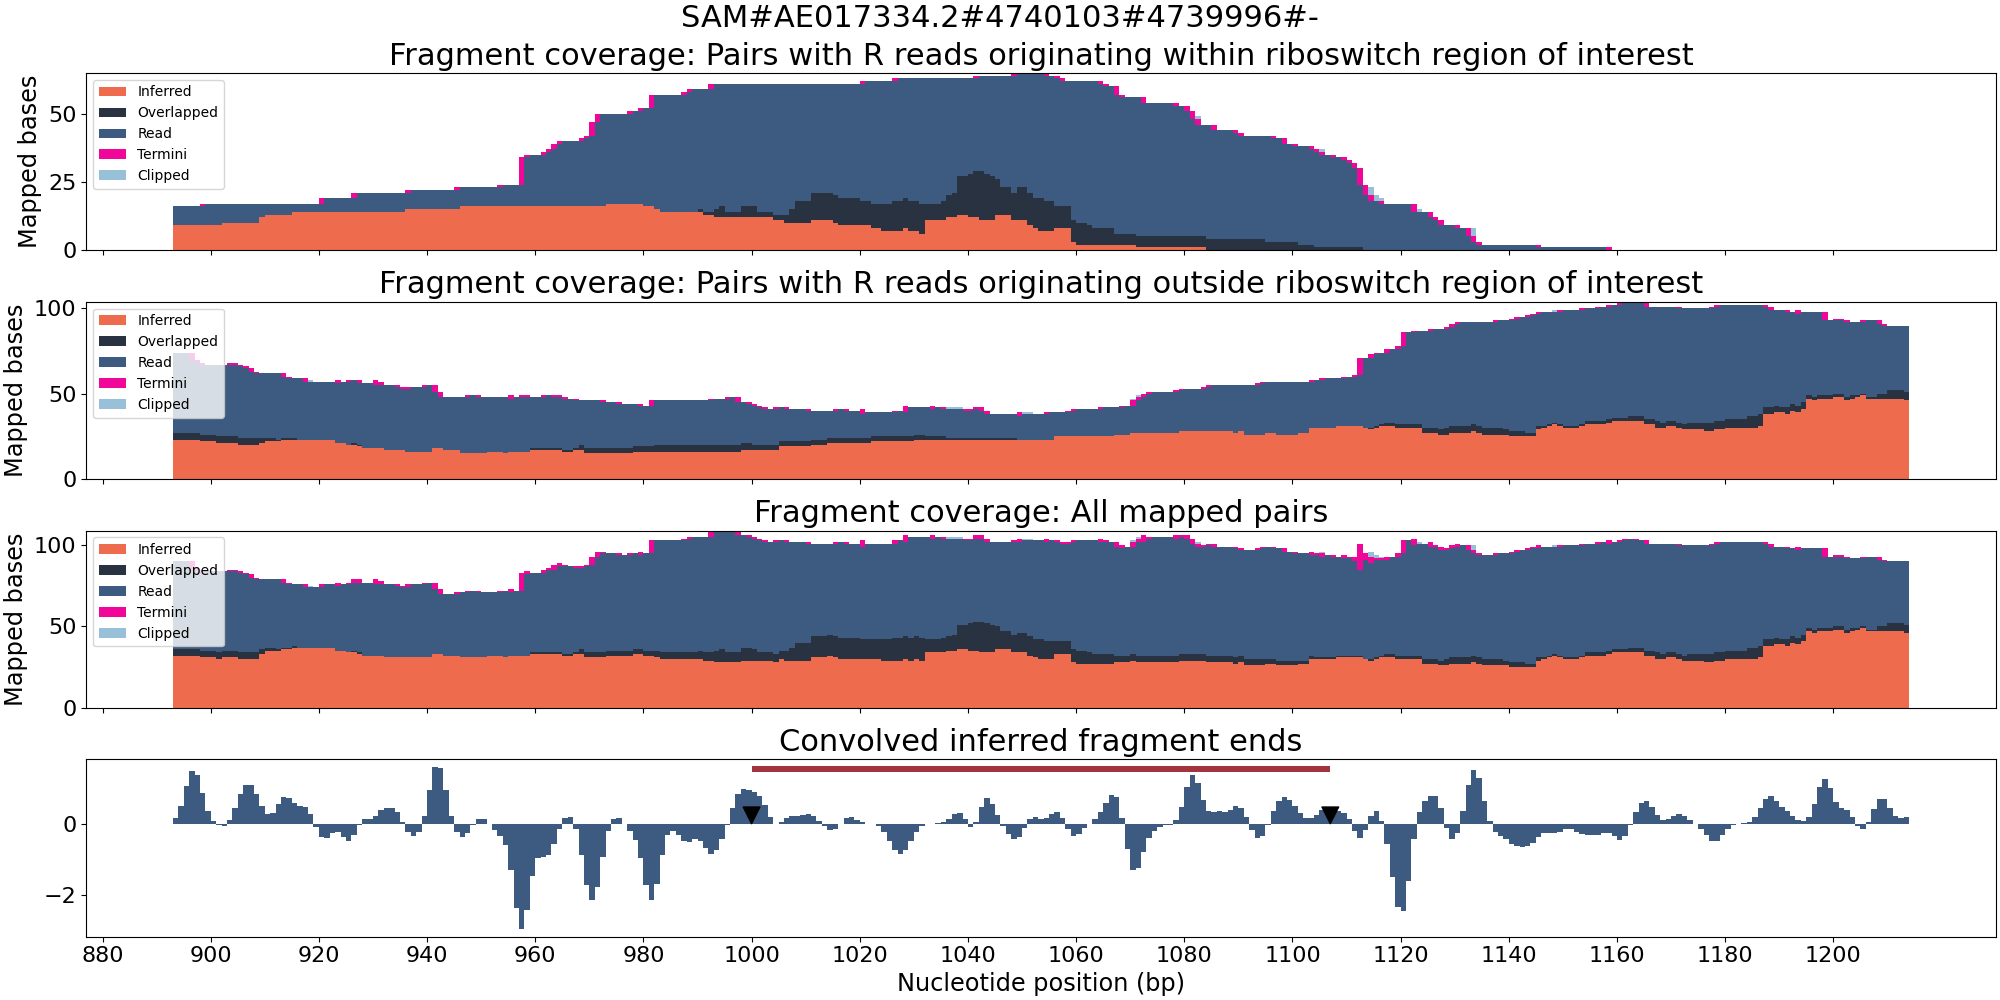 SAM#AE017334.2#4740103#4739996#-
Fragment coverage: Pairs with R reads originating within riboswitch region of interest
Mapped bases
50
25
0
Inferred
Overlapped
Read
Termini
Clipped
Fragment coverage: Pairs with R reads originating outside riboswitch region of interest
Mapped bases
100
50
0
Inferred
Overlapped
Read
Termini
Clipped
Fragment coverage: All mapped pairs
Mapped bases
100
50
0
Inferred
Overlapped
Read
Termini
Clipped
Convolved inferred fragment ends
0
−2
880 900 920 940 960 980 1000 1020 1040 1060 1080 1100 1120 1140 1160 1180 1200
Nucleotide position (bp)